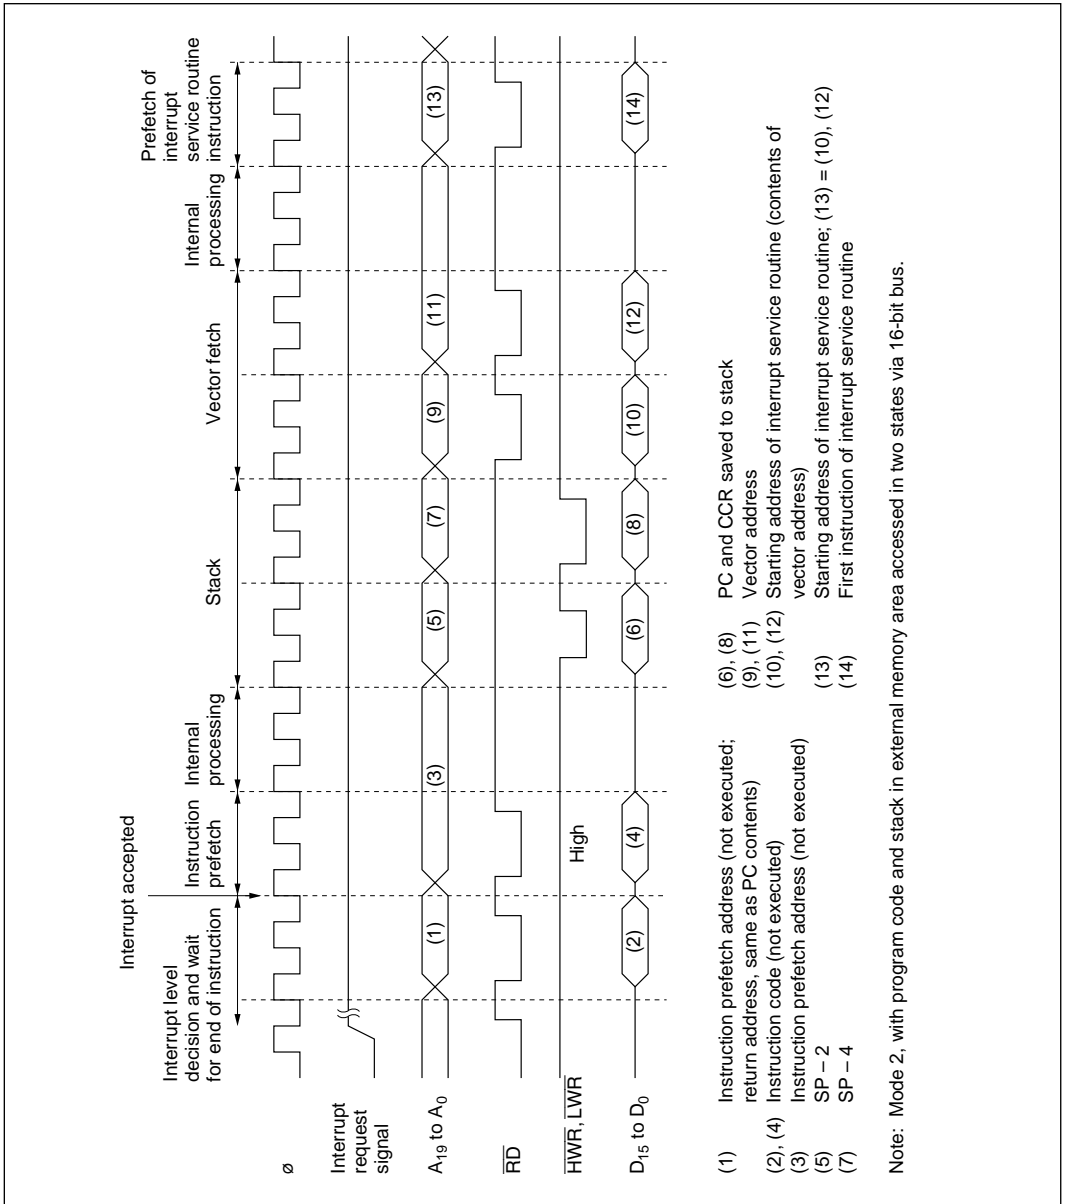 Interrupt accepted
Interrupt level
decision and wait
for end of instruction
Instruction
prefetch
Internal
processing
Stack
Vector fetch
Internal
processing
Prefetch of
interrupt
service routine
instruction
ø
Interrupt
request
signal
A19 to A0
(1)
(3)
(5)
(7)
(9)
(11)
(13)
RD
HWR, LWR
High
D15 to D0
(2)
(4)
(6)
(8)
(10)
(12)
(14)
(1) Instruction prefetch address (not executed;
return address, same as PC contents)
(2), (4) Instruction code (not executed)
(3) Instruction prefetch address (not executed)
(5) SP – 2
(7) SP – 4
(6), (8) PC and CCR saved to stack
(9), (11) Vector address
(10), (12) Starting address of interrupt service routine (contents of
vector address)
(13) Starting address of interrupt service routine; (13) = (10), (12)
(14) First instruction of interrupt service routine
Note: Mode 2, with program code and stack in external memory area accessed in two states via 16-bit bus.